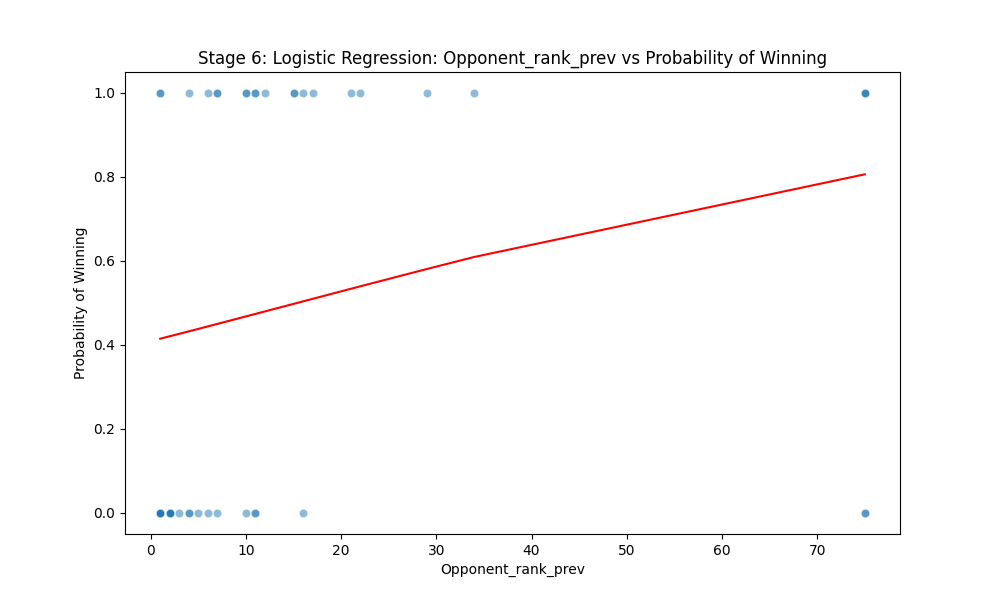 Stage 6: Logistic Regression: Opponent_rank_prev vs Probability of Winning
1.0
0.8
0.6
0.4
0.2
0.0
Probability of Winning
0 10 20 30 40 50 60 70
Opponent_rank_prev